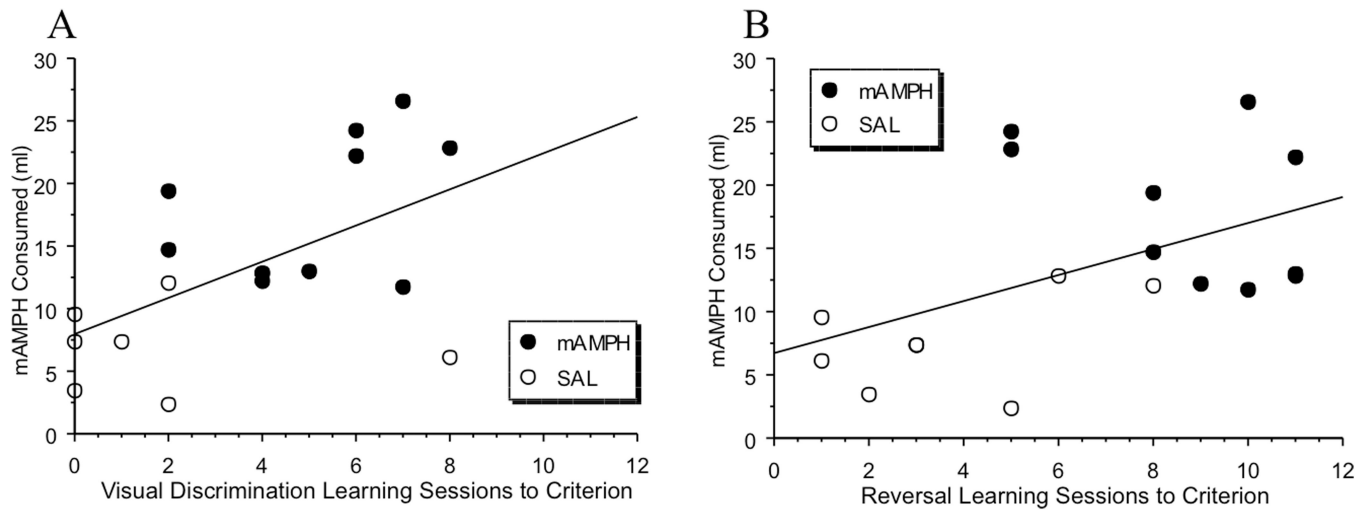 A
mAMPH Consumed (ml)
30
25
20
15
10
5
0
0 2 4 6 8 10 12
Visual Discrimination Learning Sessions to Criterion
mAMPH
SAL
B
mAMPH Consumed (ml)
30
25
20
15
10
5
0
0 2 4 6 8 10 12
Reversal Learning Sessions to Criterion
mAMPH
SAL